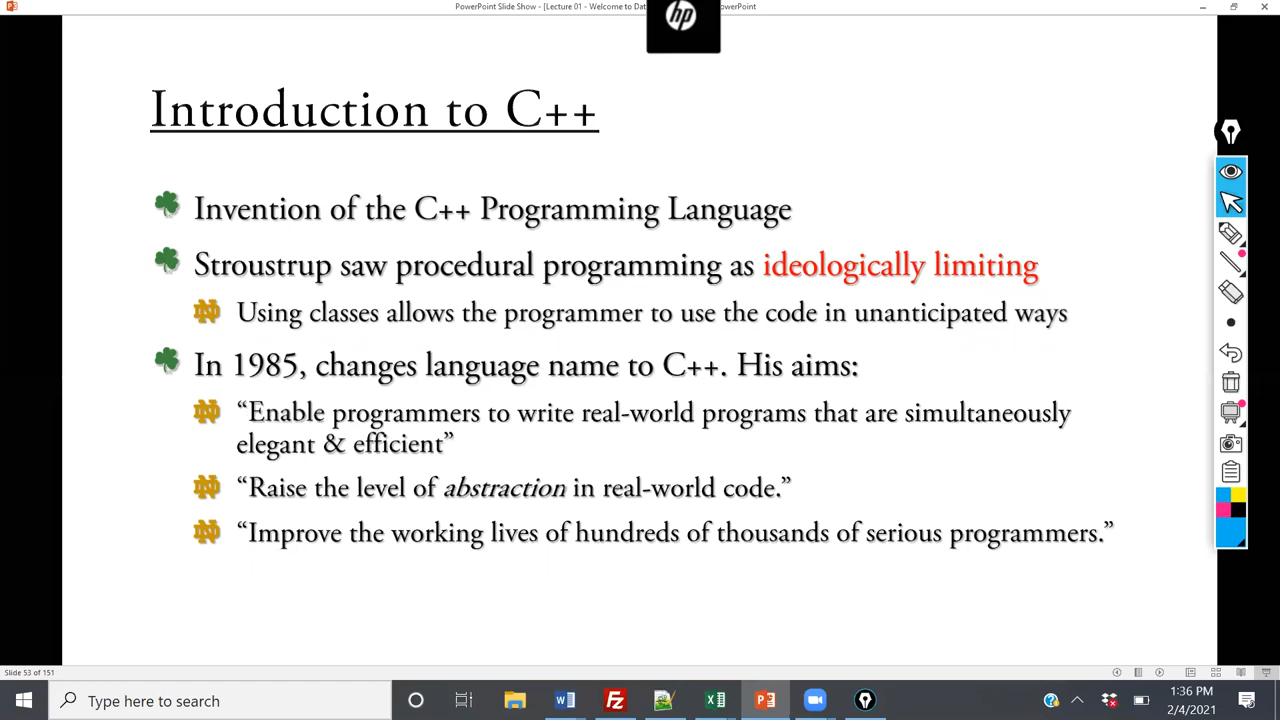 PowerPoint Slide Show - [Lecture 01 - Welcome to Dat
owerPoint
hp
Introduction to C++
Invention of the C++ Programming Language
Stroustrup saw procedural programming as ideologically limiting
Using classes allows the programmer to use the code in unanticipated ways
In 1985, changes language name to C++. His aims:
“Enable programmers to write real-world programs that are simultaneously
elegant & efficient”
“Raise the level of abstraction in real-world code.”
“Improve the working lives of hundreds of thousands of serious programmers.”
Slide 53 of 151
Type here to search
1:36 PM
2/4/2021